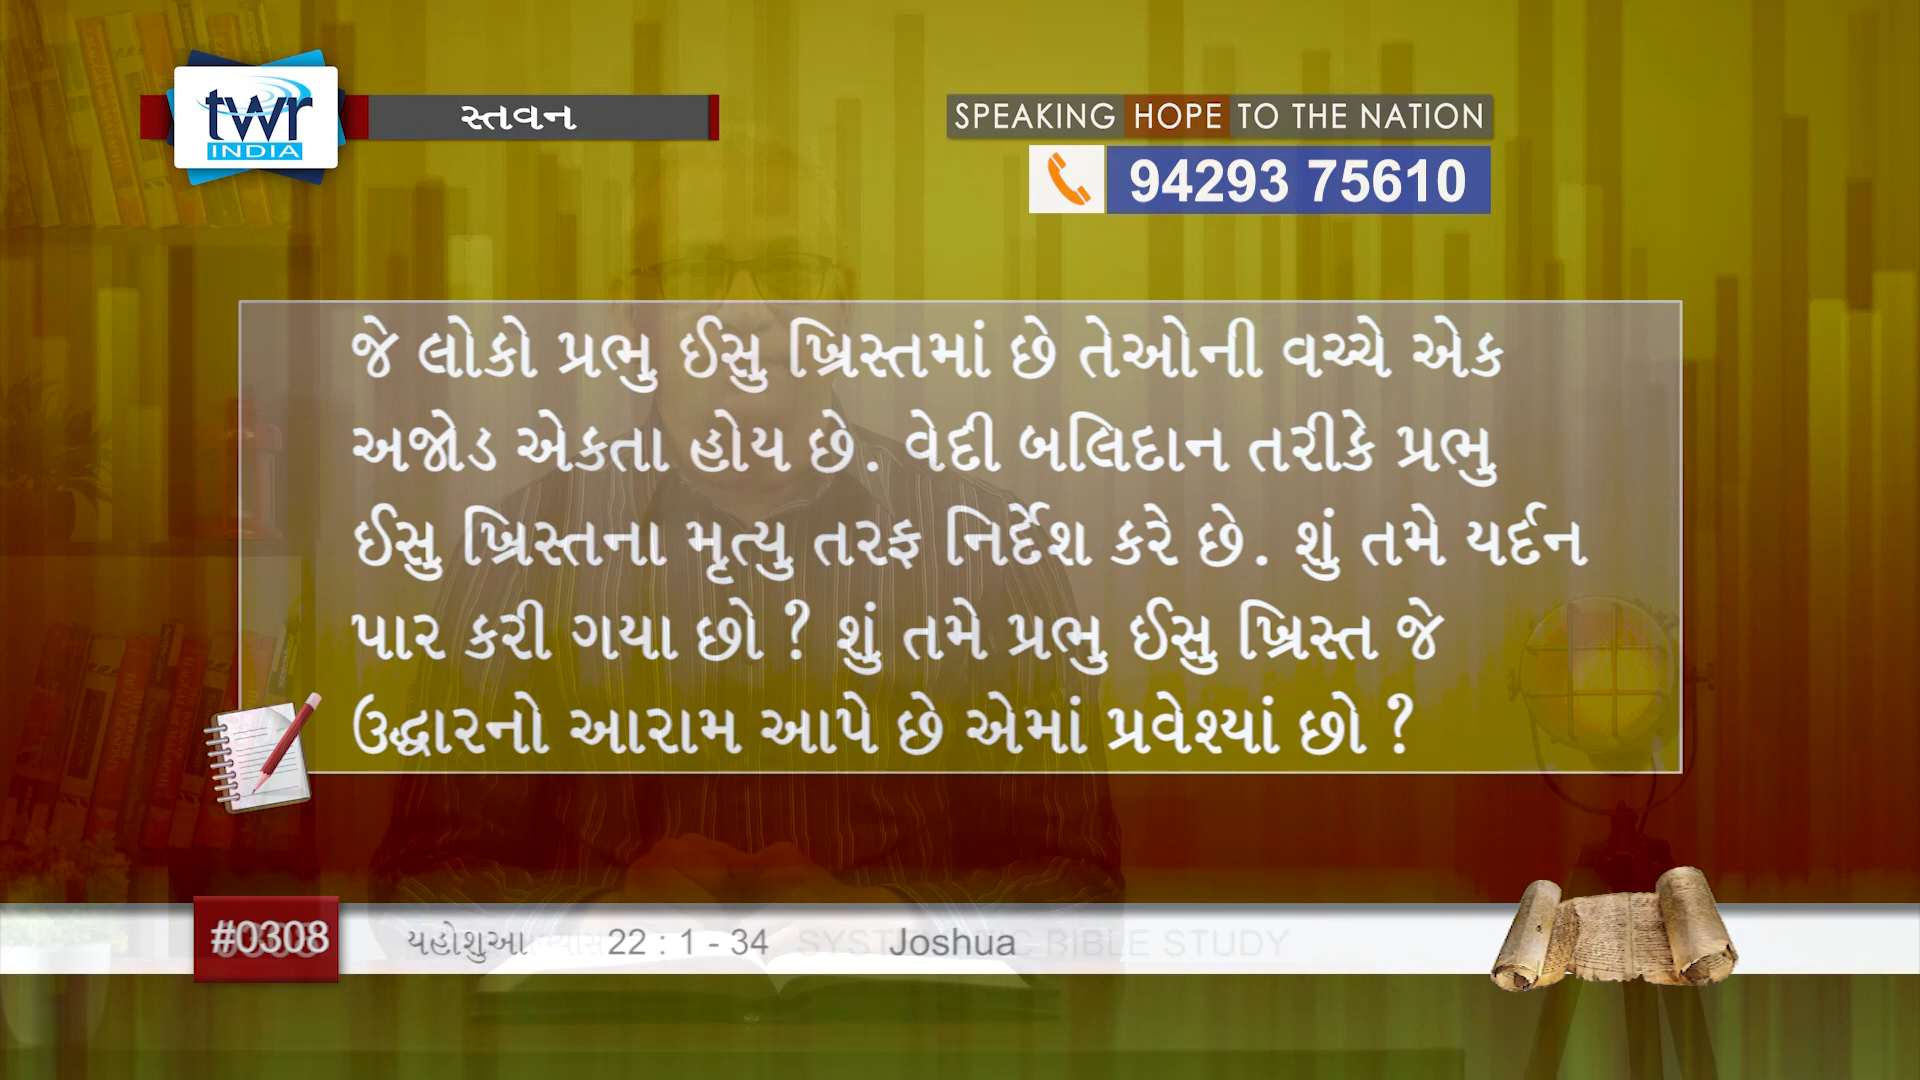 twr
INDIA
સ્તવન
SPEAKING HOPE TO THE NATION
94293 75610
જે લોકો પ્રભુ ઈસુ ખ્રિસ્તમાં છે તેઓની વચ્ચે એક
અજોડ એકતા હોય છે. વેદી બલિદાન તરીકે પ્રભુ
ઈસુ ખ્રિસ્તના મૃત્યુ તરફ નિર્દેશ કરે છે. શું તમે યર્દન
પાર કરી ગયા છો ? શું તમે પ્રભુ ઈસુ ખ્રિસ્ત જે
ઉદ્ધારનો આરામ આપે છે એમાં પ્રવેશ્યાં છો ?
#0308 યહોશુઆ 22 : 1 - 34 Joshua
BIBLE STUDY